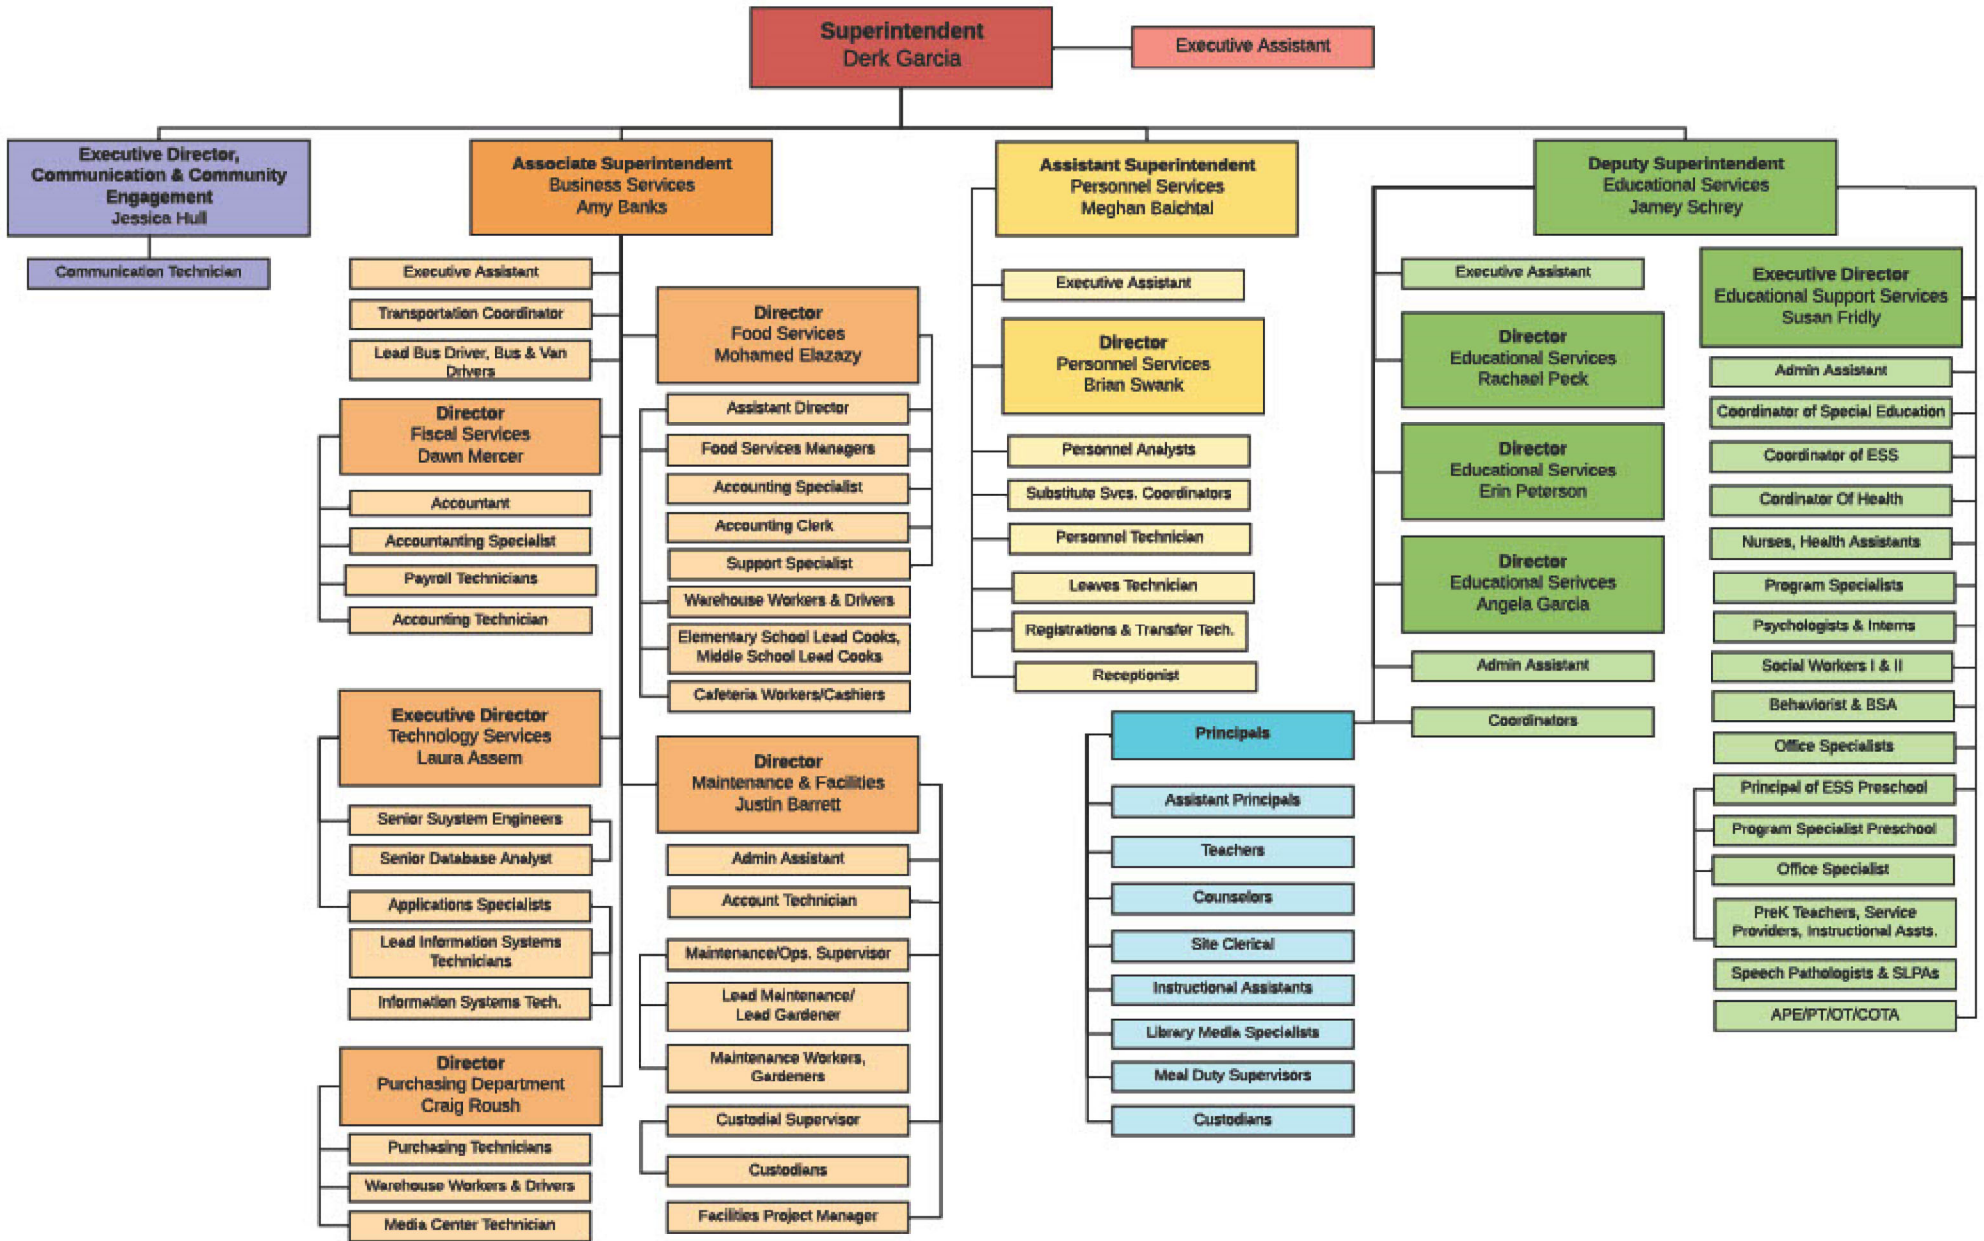 Superintendent
Derk Garcia
Executive Assistant
Executive Director,
Communication & Community
Engagement
Jessica Hull
Communication Technician
Associate Superintendent
Business Services
Amy Banks
Executive Assistant
Transportation Coordinator
Lead Bus Driver, Bus & Van
Drivers
Director
Fiscal Services
Dawn Mercer
Accountant
Accountanting Specialist
Payroll Technicians
Accounting Technician
Executive Director
Technology Services
Laura Assem
Senior Suystem Engineers
Senior Database Analyst
Applications Specialists
Lead Information Systems
Technicians
Information Systems Tech.
Director
Purchasing Department
Craig Roush
Purchasing Technicians
Warehouse Workers & Drivers
Media Center Technician
Director
Food Services
Mohamed Elazazy
Assistant Director
Food Services Managers
Accounting Specialist
Accounting Clerk
Support Specialist
Warehouse Workers & Drivers
Elementary School Lead Cooks,
Middle School Lead Cooks
Cafeteria Workers/Cashiers
Director
Maintenance & Facilities
Justin Barrett
Admin Assistant
Account Technician
Maintenance/Ops. Supervisor
Lead Maintenance/
Lead Gardener
Maintenance Workers,
Gardeners
Custodial Supervisor
Custodians
Facilities Project Manager
Assistant Superintendent
Personnel Services
Meghan Baichtal
Executive Assistant
Director
Personnel Services
Brian Swank
Personnel Analysts
Substitute Svcs. Coordinators
Personnel Technician
Leaves Technician
Registrations & Transfer Tech.
Receptionist
Deputy Superintendent
Educational Services
Jamey Schrey
Executive Assistant
Director
Educational Services
Rachael Peck
Director
Educational Services
Erin Peterson
Director
Educational Serivces
Angela Garcia
Admin Assistant
Coordinators
Principals
Assistant Principals
Teachers
Counselors
Site Clerical
Instructional Assistants
Library Media Specialists
Meal Duty Supervisors
Custodians
Executive Director
Educational Support Services
Susan Fridly
Admin Assistant
Coordinator of Special Education
Coordinator of ESS
Cordinator Of Health
Nurses, Health Assistants
Program Specialists
Psychologists & Interns
Social Workers I & II
Behaviorist & BSA
Office Specialists
Principal of ESS Preschool
Program Specialist Preschool
Office Specialist
PreK Teachers, Service
Providers, Instructional Assts.
Speech Pathologists & SLPAs
APE/PT/OT/COTA